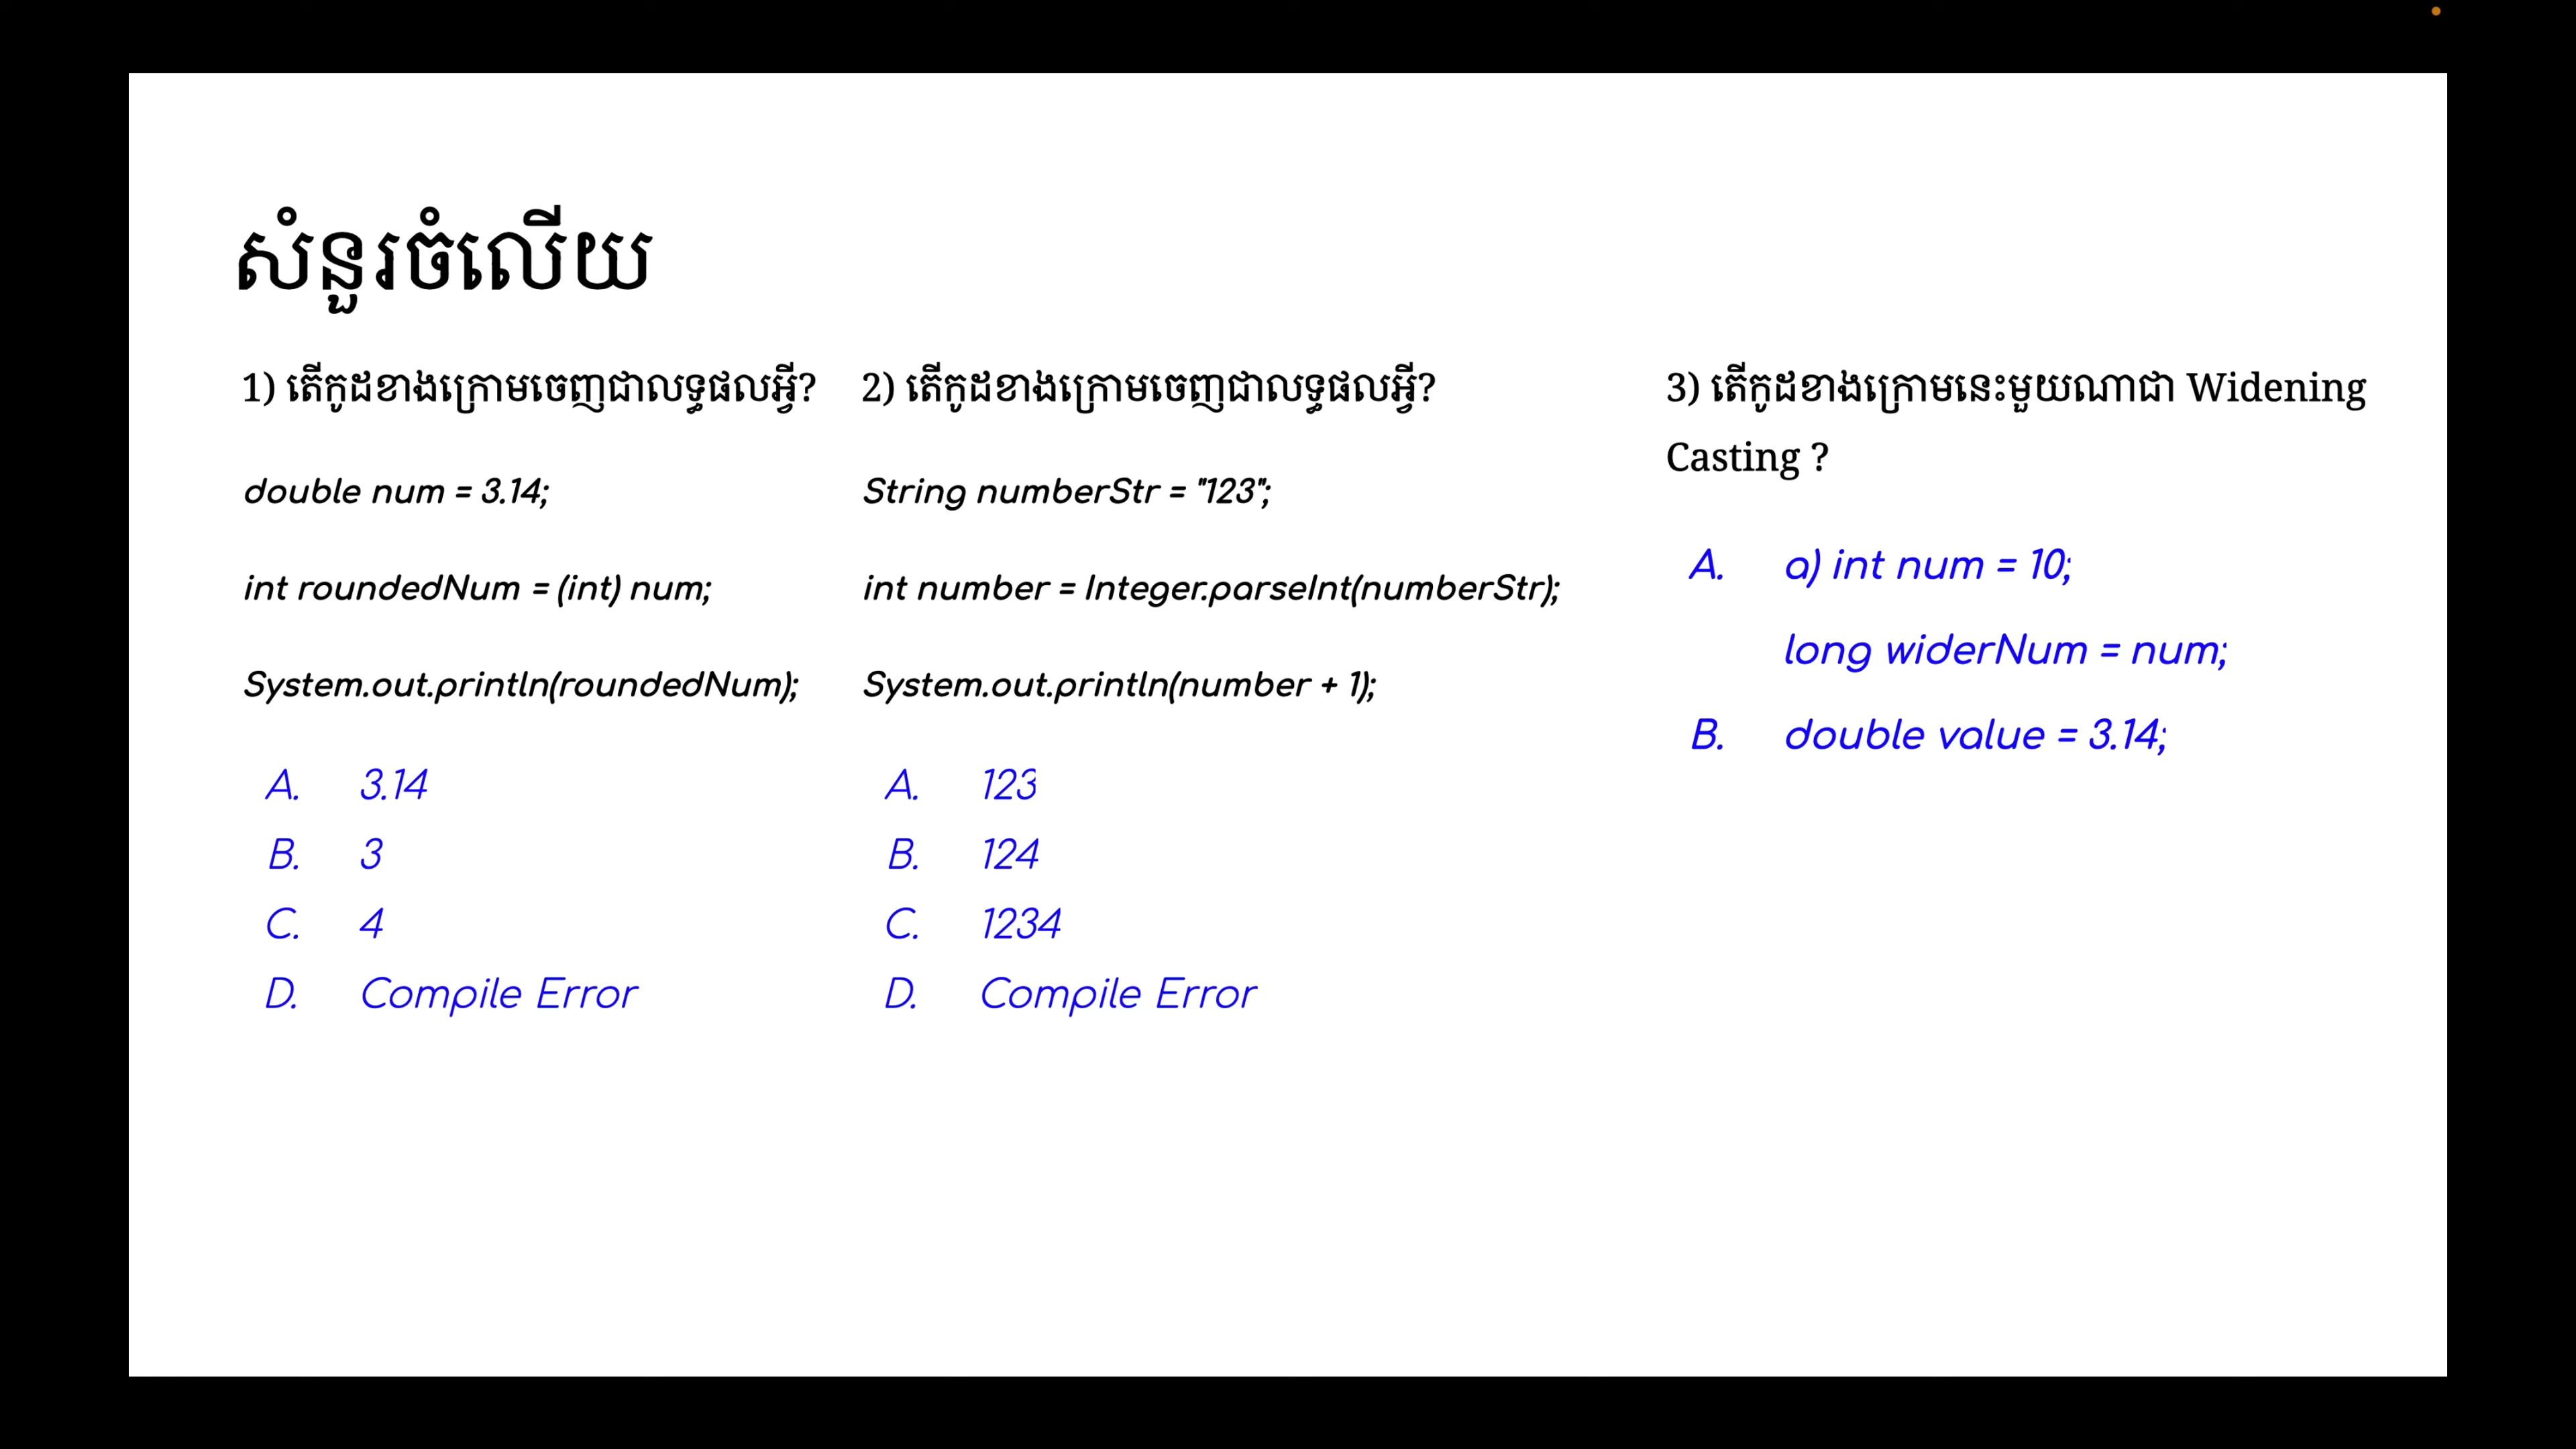 សំនួរចំលើយ
1) តើកូដខាងក្រោមចេញជាលទ្ធផលអ្វី?
double num = 3.14;
int roundedNum = (int) num;
System.out.println(roundedNum);
A. 3.14
B. 3
C. 4
D. Compile Error
2) តើកូដខាងក្រោមចេញជាលទ្ធផលអ្វី?
String numberStr = "123";
int number = Integer.parseInt(numberStr);
System.out.println(number + 1);
A. 123
B. 124
C. 1234
D. Compile Error
3) តើកូដខាងក្រោមនេះមួយណាជា Widening
Casting ?
A. a) int num = 10;
long widerNum = num;
B. double value = 3.14;